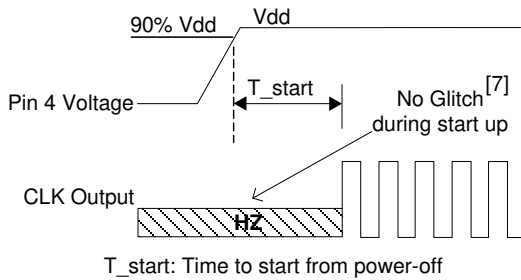 90% Vdd
Vdd
T_start
Pin 4 Voltage
No Glitch[7]
during start up
CLK Output
HZ
T_start: Time to start from power-off